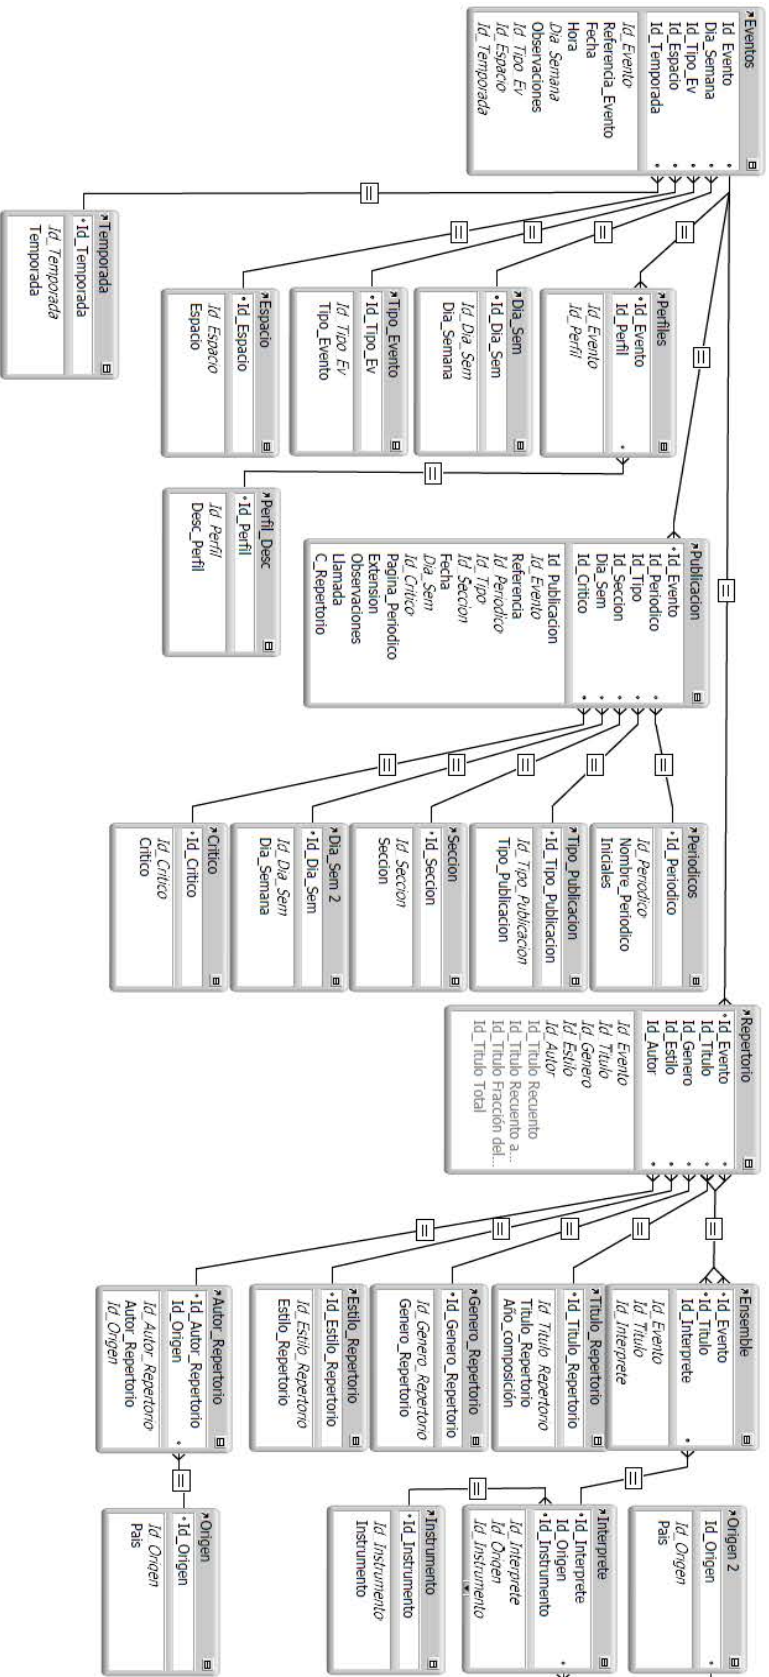 Eventos
Id_Evento
Dia_Semana
Id_Tipo_Ev
Id_Espacio
Id_Temporada
Id_Evento
Referencia_Evento
Fecha
Hora
Dia_Semana
Observaciones
Id_Tipo_Ev
Id_Espacio
Id_Temporada
Perfiles
Id_Evento
Id_Perfil
Id_Evento
Id_Perfil
Dia_Sem
Id_Dia_Sem
Id_Dia_Sem
Dia_Semana
Tipo_Evento
Id_Tipo_Ev
Id_Tipo_Ev
Tipo_Evento
Espacio
Id_Espacio
Id_Espacio
Espacio
Temporada
Id_Temporada
Id_Temporada
Temporada
Perfil_Desc
Id_Perfil
Id_Perfil
Desc_Perfil
Publicacion
Id_Evento
Id_Periodico
Id_Tipo
Id_Seccion
Dia_Sem
Id_Critico
Id_Publicacion
Id_Evento
Referencia
Id_Periodico
Id_Tipo
Id_Seccion
Fecha
Dia_Sem
Id_Critico
Pagina_Periodico
Extension
Observaciones
Llamada
C_Repertorio
Periodicos
Id_Periodico
Id_Periodico
Nombre_Periodico
Iniciales
Tipo_Publicacion
Id_Tipo_Publicacion
Id_Tipo_Publicacion
Tipo_Publicacion
Seccion
Id_Seccion
Id_Seccion
Seccion
Dia_Sem 2
Id_Dia_Sem
Id_Dia_Sem
Dia_Semana
Critico
Id_Critico
Id_Critico
Critico
Repertorio
Id_Evento
Id_Titulo
Id_Genero
Id_Estilo
Id_Autor
Id_Evento
Id_Titulo
Id_Genero
Id_Estilo
Id_Autor
Id_Titulo Recuento
Id_Titulo Recuento a...
Id_Titulo Fracción del...
Id_Titulo Total
Ensemble
Id_Evento
Id_Titulo
Id_Interprete
Id_Evento
Id_Titulo
Id_Interprete
Titulo_Repertorio
Id_Titulo_Repertorio
Id_Titulo_Repertorio
Titulo_Repertorio
Año_composición
Genero_Repertorio
Id_Genero_Repertorio
Id_Genero_Repertorio
Genero_Repertorio
Estilo_Repertorio
Id_Estilo_Repertorio
Id_Estilo_Repertorio
Estilo_Repertorio
Autor_Repertorio
Id_Autor_Repertorio
Id_Origen
Id_Autor_Repertorio
Autor_Repertorio
Id_Origen
Origen 2
Id_Origen
Id_Origen
Pais
Interprete
Id_Interprete
Id_Origen
Id_Instrumento
Id_Interprete
Id_Origen
Id_Instrumento
Instrumento
Id_Instrumento
Id_Instrumento
Instrumento
Origen
Id_Origen
Id_Origen
Pais